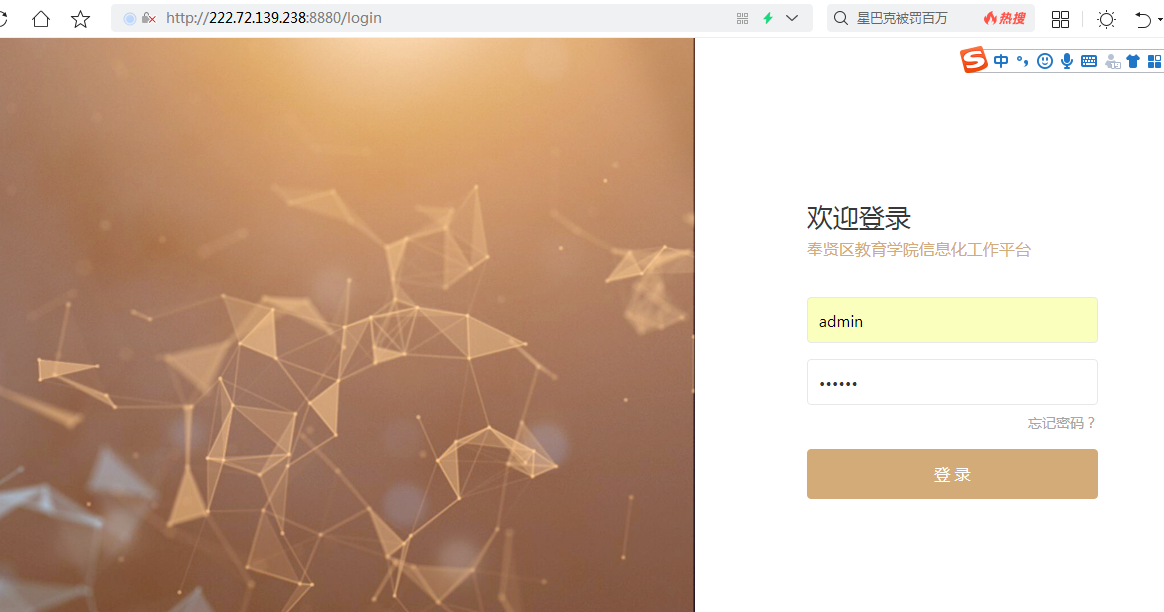 http://222.72.139.238:8880/login
星巴克被罚百万
热搜
中
欢迎登录
奉贤区教育学院信息化工作平台
admin
••••••
忘记密码？
登 录